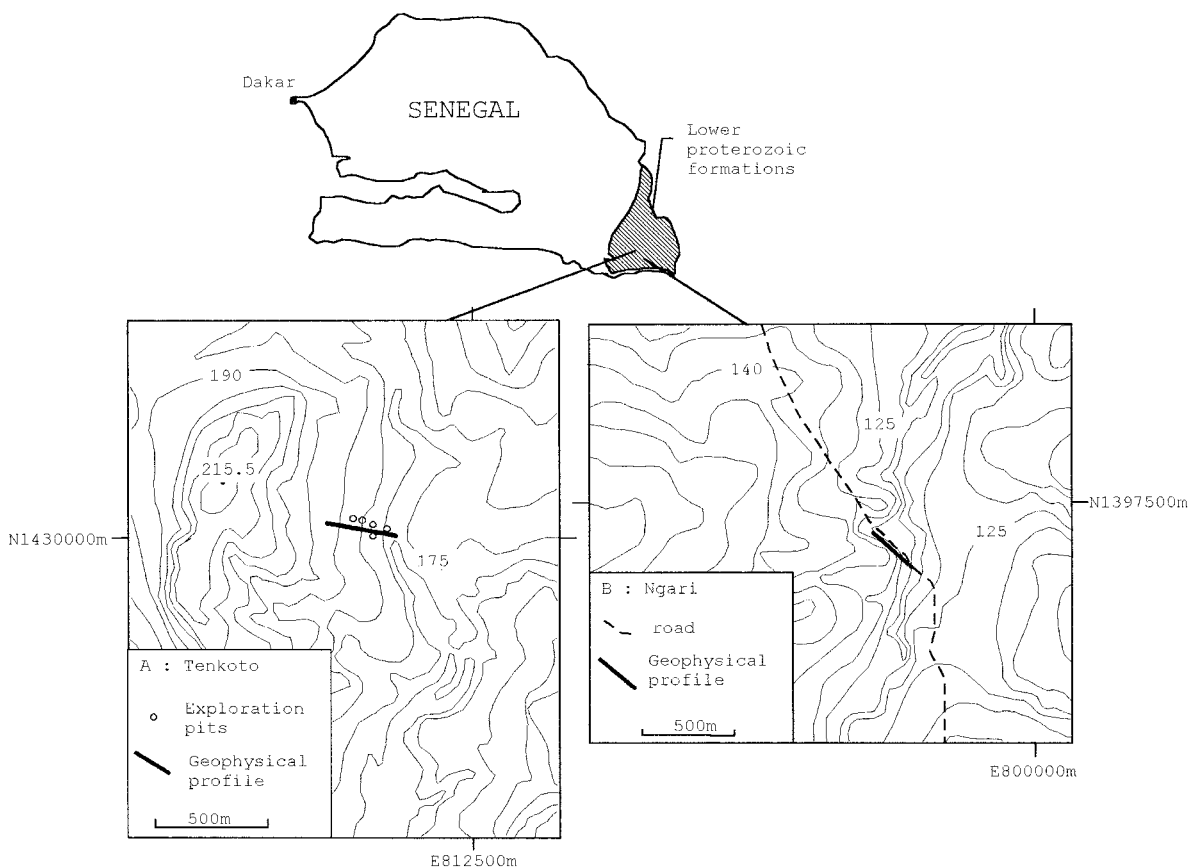 Dakar
SENEGAL
Lower
proterozoic
formations
190
215.5
N1430000m
175
A : Tenkoto
Exploration
pits
Geophysical
profile
500m
E812500m
140
125
N1397500m
125
B : Ngari
road
Geophysical
profile
500m
E800000m